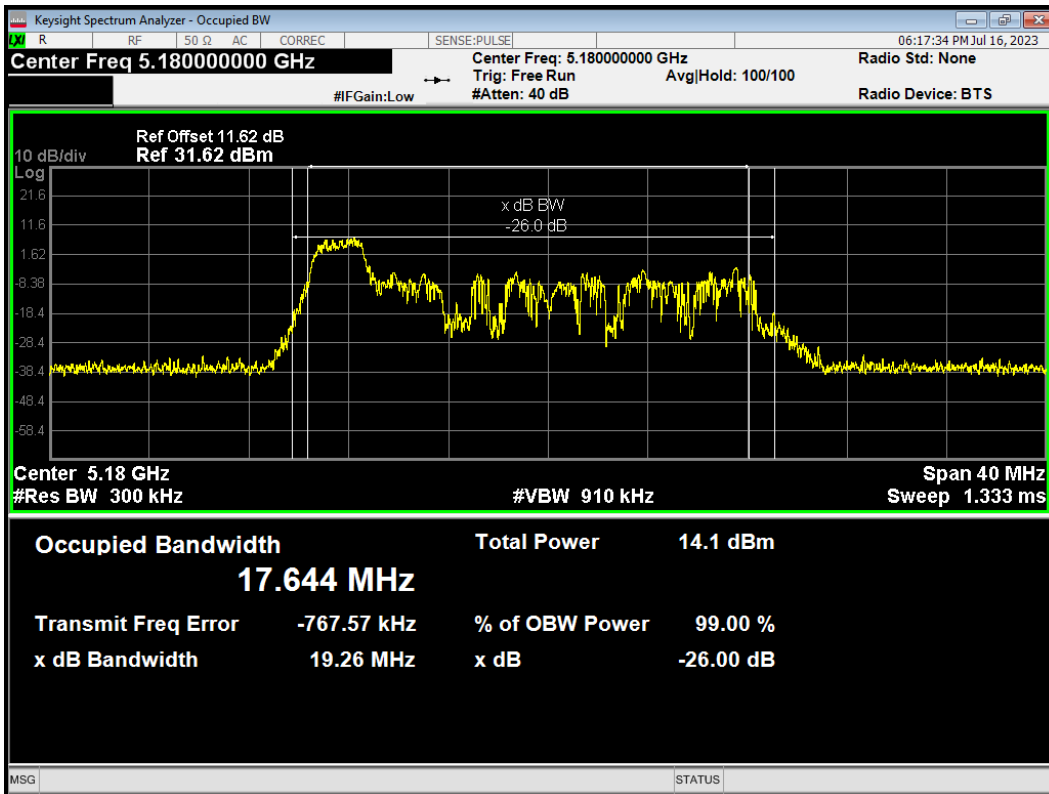 Keysight Spectrum Analyzer - Occupied BW
LXI R RF 50 Ω AC CORREC SENSE:PULSE 06:17:34 PM Jul 16, 2023
Center Freq 5.180000000 GHz
Center Freq: 5.180000000 GHz
Radio Std: None
Trig: Free Run Avg|Hold: 100/100
#IFGain:Low
#Atten: 40 dB
Radio Device: BTS
Ref Offset 11.62 dB
10 dB/div Ref 31.62 dBm
Log
21.6
x dB BW
11.6
-26.0 dB
1.62
-8.38
-18.4
-28.4
-38.4
-48.4
-58.4
Center 5.18 GHz Span 40 MHz
#Res BW 300 kHz #VBW 910 kHz Sweep 1.333 ms
Occupied Bandwidth Total Power 14.1 dBm
17.644 MHz
Transmit Freq Error -767.57 kHz % of OBW Power 99.00 %
x dB Bandwidth 19.26 MHz x dB -26.00 dB
MSG STATUS